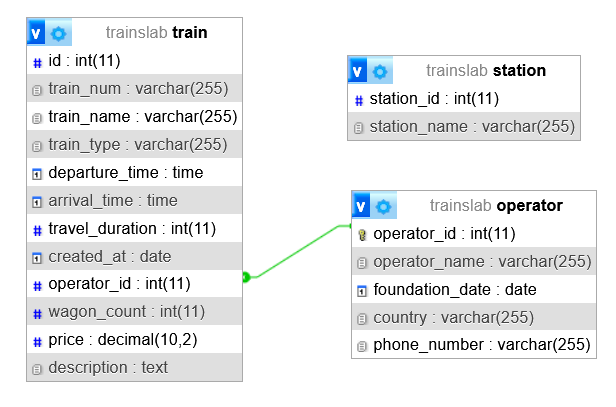 v trainslab train
# id : int(11)
train_num : varchar(255)
train_name : varchar(255)
train_type : varchar(255)
departure_time : time
arrival_time : time
# travel_duration : int(11)
created_at : date
# operator_id : int(11)
# wagon_count : int(11)
# price : decimal(10,2)
description : text
v trainslab station
# station_id : int(11)
station_name : varchar(255)
v trainslab operator
operator_id : int(11)
operator_name : varchar(255)
foundation_date : date
country : varchar(255)
phone_number : varchar(255)